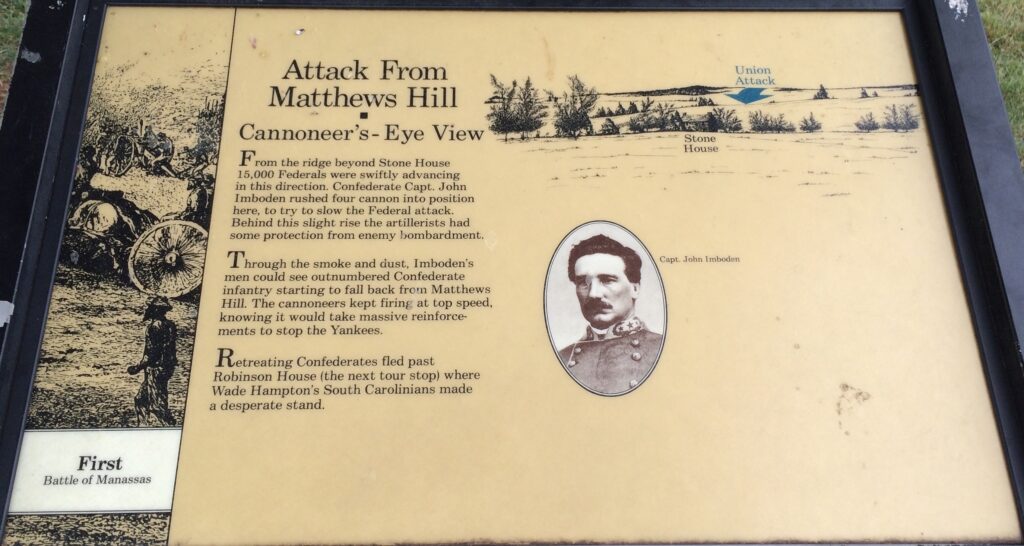 Attack From
Matthews Hill
Cannoneer's-Eye View
From the ridge beyond Stone House
15,000 Federals were swiftly advancing
in this direction. Confederate Capt. John
Imboden rushed four cannon into position
here, to try to slow the Federal attack.
Behind this slight rise the artillerists had
some protection from enemy bombardment.
Through the smoke and dust, Imboden's
men could see outnumbered Confederate
infantry starting to fall back from Matthews
Hill. The cannoneers kept firing at top speed,
knowing it would take massive reinforce-
ments to stop the Yankees.
Retreating Confederates fled past
Robinson House (the next tour stop) where
Wade Hampton's South Carolinians made
a desperate stand.
Union
Attack
Stone
House
Capt. John Imboden
First
Battle of Manassas